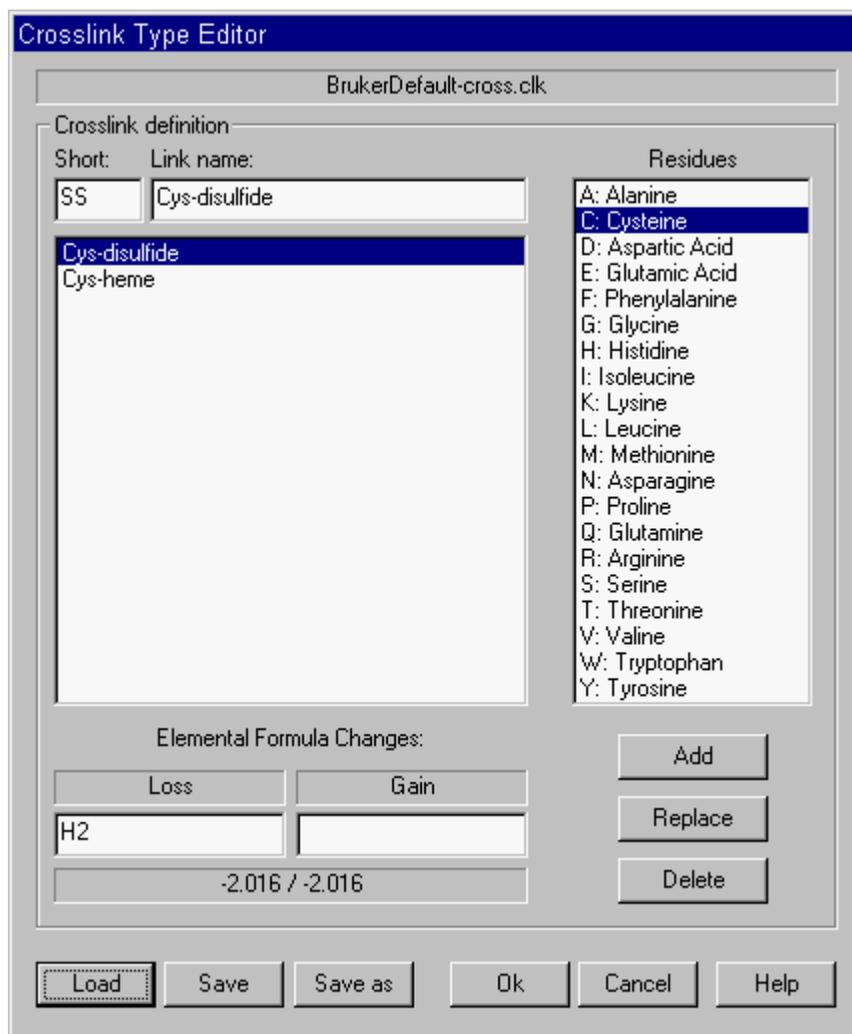 Crosslink Type Editor
BrukerDefault-cross.clk
Crosslink definition
Short: Link name:
SS Cys-disulfide
Cys-disulfide
Cys-heme
Residues
A: Alanine
C: Cysteine
D: Aspartic Acid
E: Glutamic Acid
F: Phenylalanine
G: Glycine
H: Histidine
I: Isoleucine
K: Lysine
L: Leucine
M: Methionine
N: Asparagine
P: Proline
Q: Glutamine
R: Arginine
S: Serine
T: Threonine
V: Valine
W: Tryptophan
Y: Tyrosine
Elemental Formula Changes:
Loss Gain
H2
-2.016 / -2.016
Add
Replace
Delete
Load Save Save as Ok Cancel Help